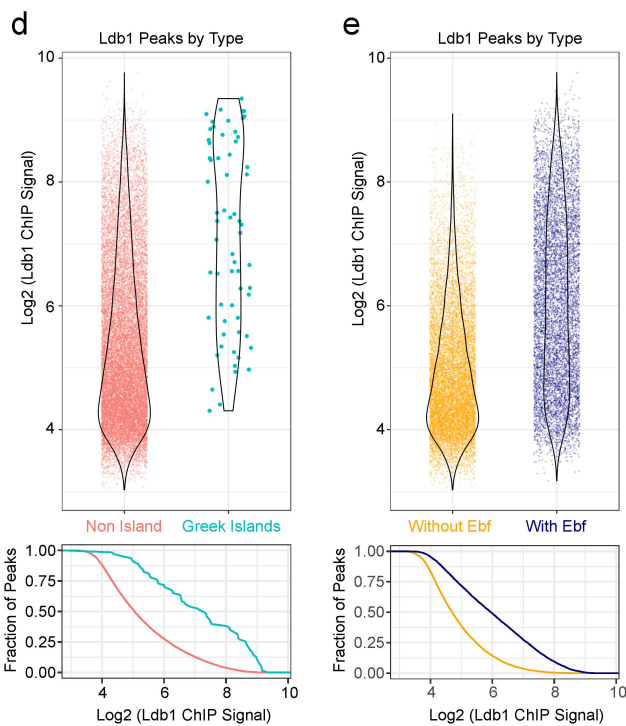 d
Ldb1 Peaks by Type
10
8
6
4
Log2 (Ldb1 ChIP Signal)
Non Island
Greek Islands
1.00
0.75
0.50
0.25
0.00
Fraction of Peaks
4 6 8 10
Log2 (Ldb1 ChIP Signal)
e
Ldb1 Peaks by Type
10
8
6
4
Log2 (Ldb1 ChIP Signal)
Without Ebf
With Ebf
1.00
0.75
0.50
0.25
0.00
Fraction of Peaks
4 6 8 10
Log2 (Ldb1 ChIP Signal)